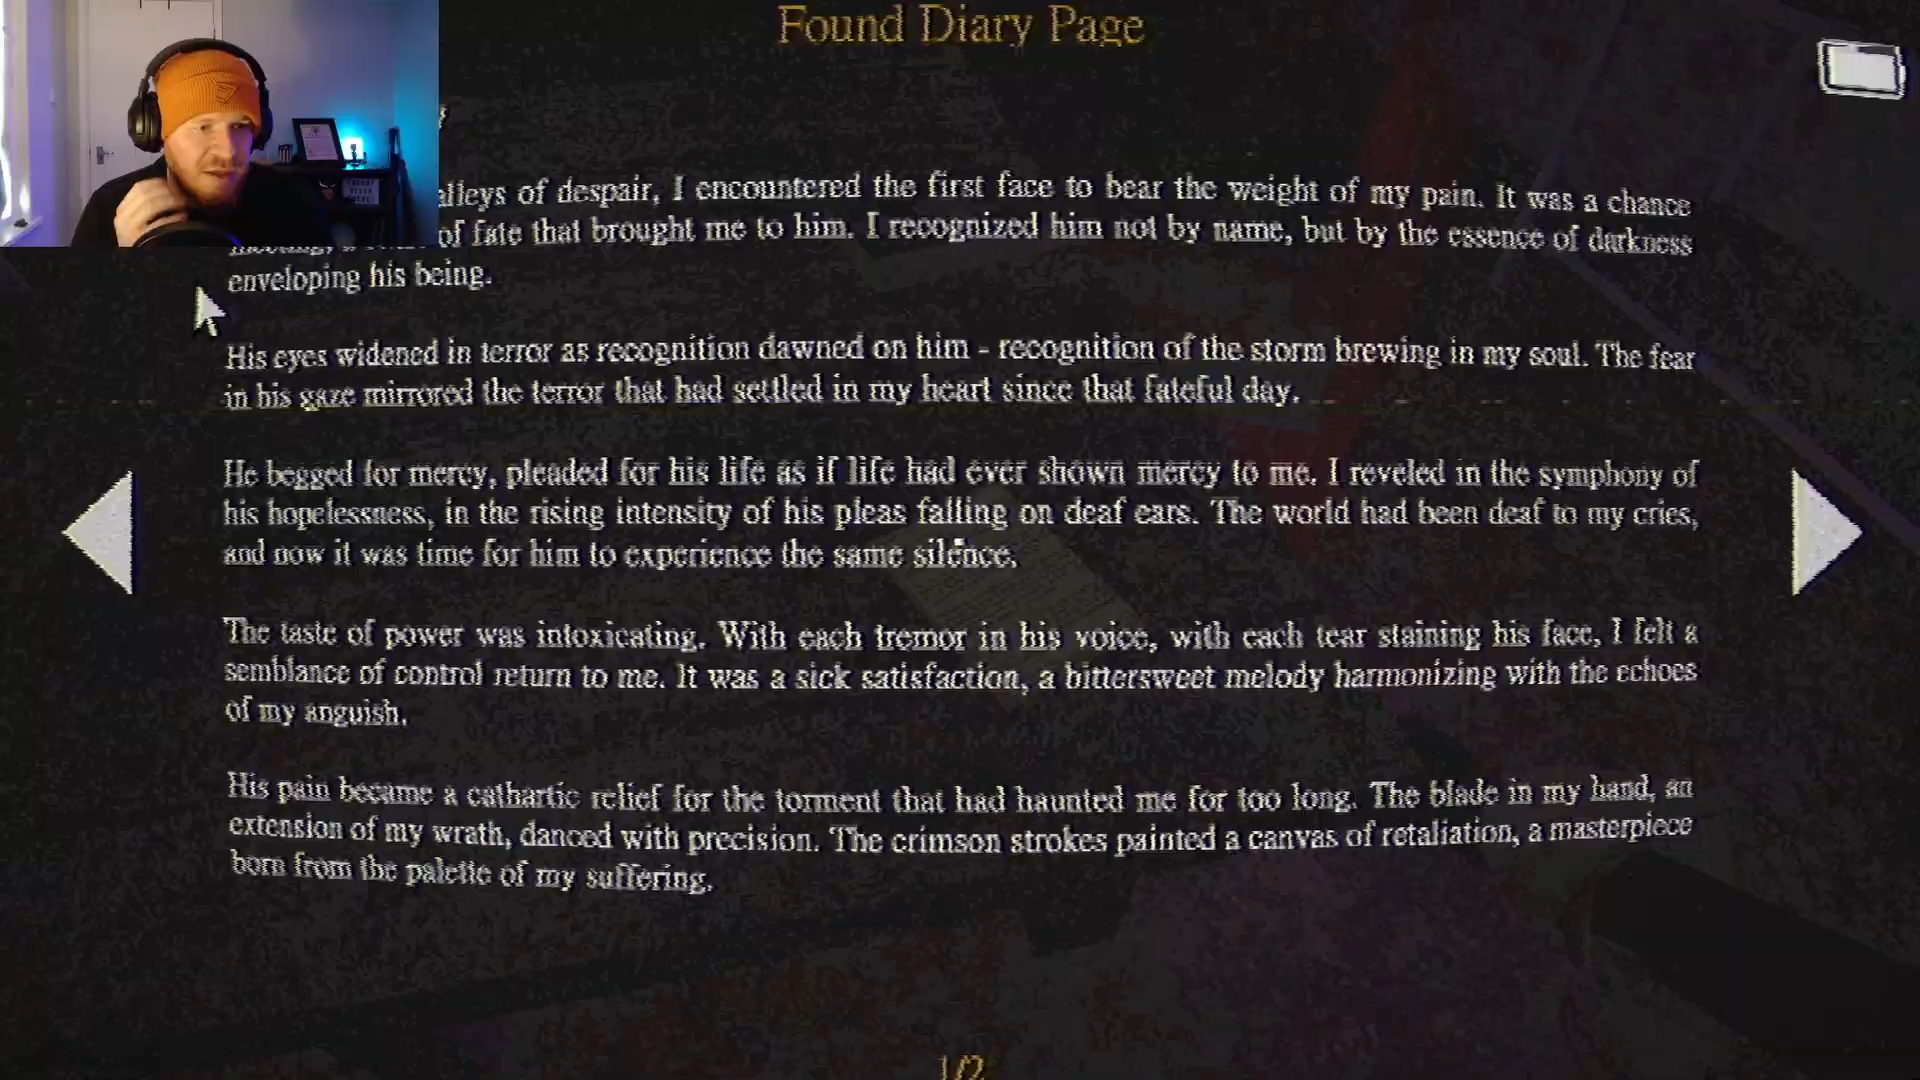 Found Diary Page
alleys of despair, I encountered the first face to bear the weight of my pain. It was a chance
of fate that brought me to him. I recognized him not by name, but by the essence of darkness
enveloping his being.
His eyes widened in terror as recognition dawned on him - recognition of the storm brewing in my soul. The fear
in his gaze mirrored the terror that had settled in my heart since that fateful day.
He begged for mercy, pleaded for his life as if life had ever shown mercy to me. I reveled in the symphony of
his hopelessness, in the rising intensity of his pleas falling on deaf ears. The world had been deaf to my cries,
and now it was time for him to experience the same silence.
The taste of power was intoxicating. With each tremor in his voice, with each tear staining his face, I felt a
semblance of control return to me. It was a sick satisfaction, a bittersweet melody harmonizing with the echoes
of my anguish.
His pain became a cathartic relief for the torment that had haunted me for too long. The blade in my hand, an
extension of my wrath, danced with precision. The crimson strokes painted a canvas of retaliation, a masterpiece
born from the palette of my suffering.
1/2